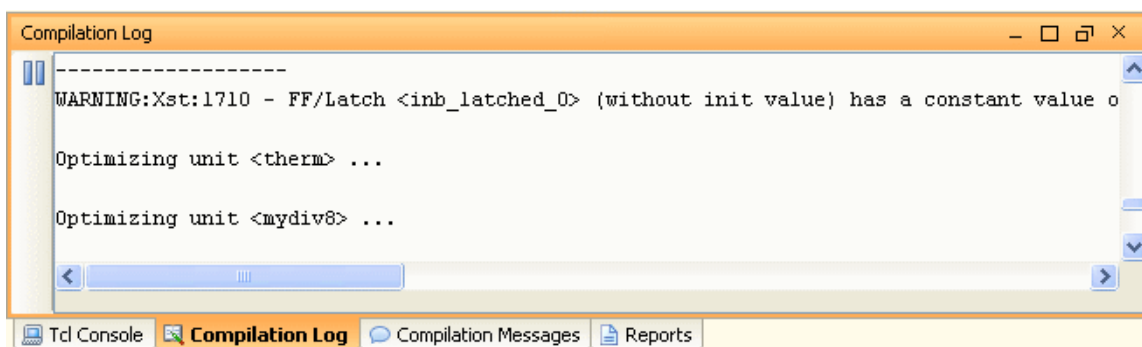 Compilation Log
-------------------
WARNING:Xst:1710 - FF/Latch <inb_latched_0> (without init value) has a constant value o
Optimizing unit <therm> ...
Optimizing unit <mydiv8> ...
Tcl Console Compilation Log Compilation Messages Reports